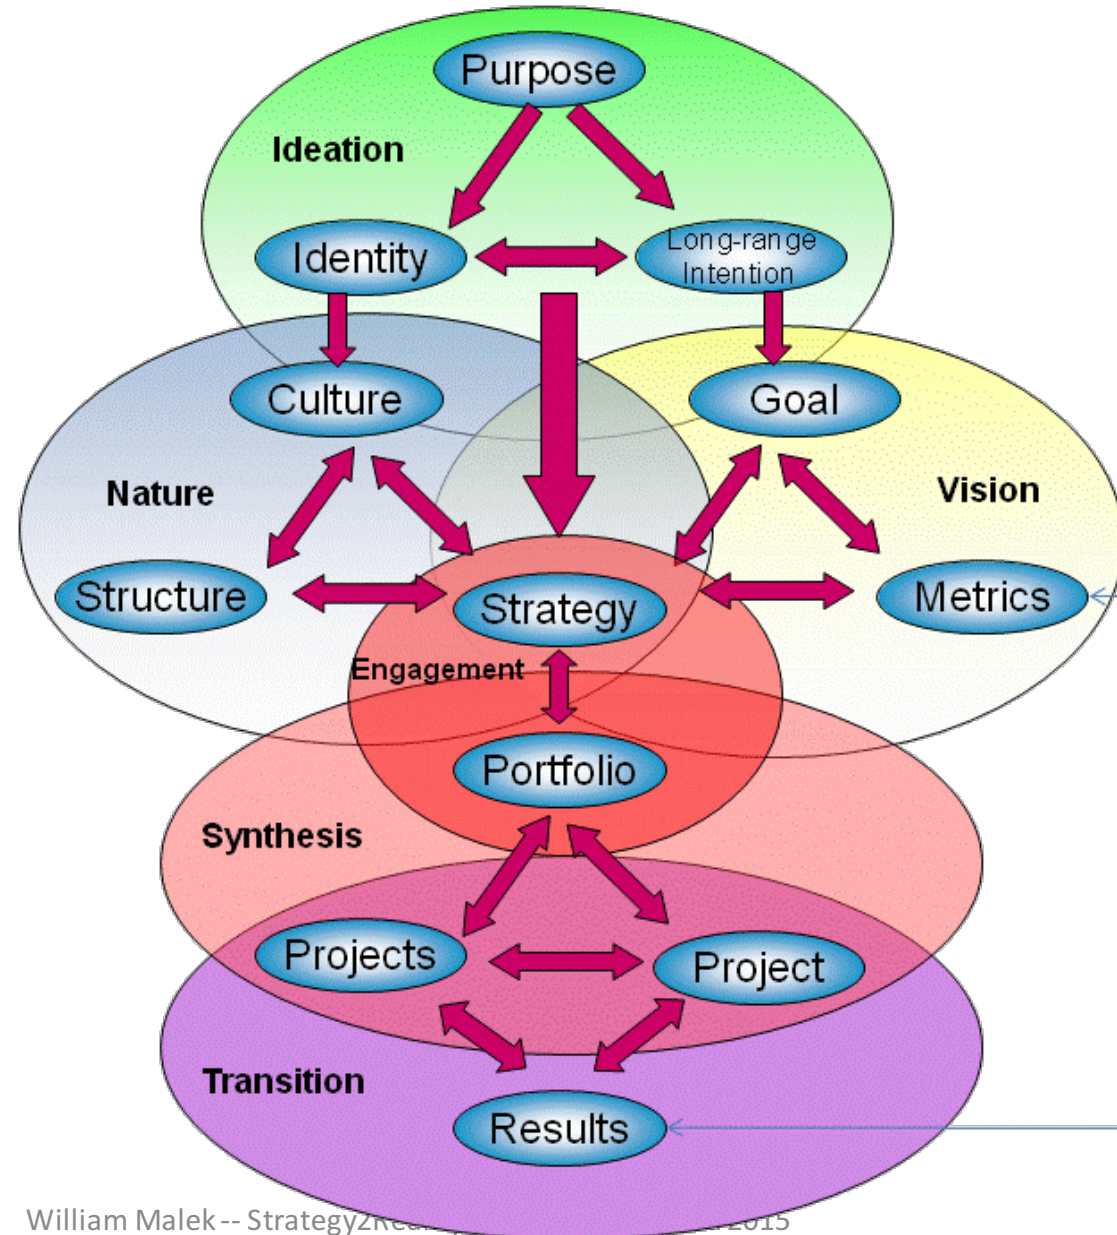 Purpose
Ideation
Identity
Long-range
Intention
Culture
Goal
Nature
Vision
Structure
Strategy
Metrics
Engagement
Portfolio
Synthesis
Projects
Project
Transition
Results
William Malek -- 2015